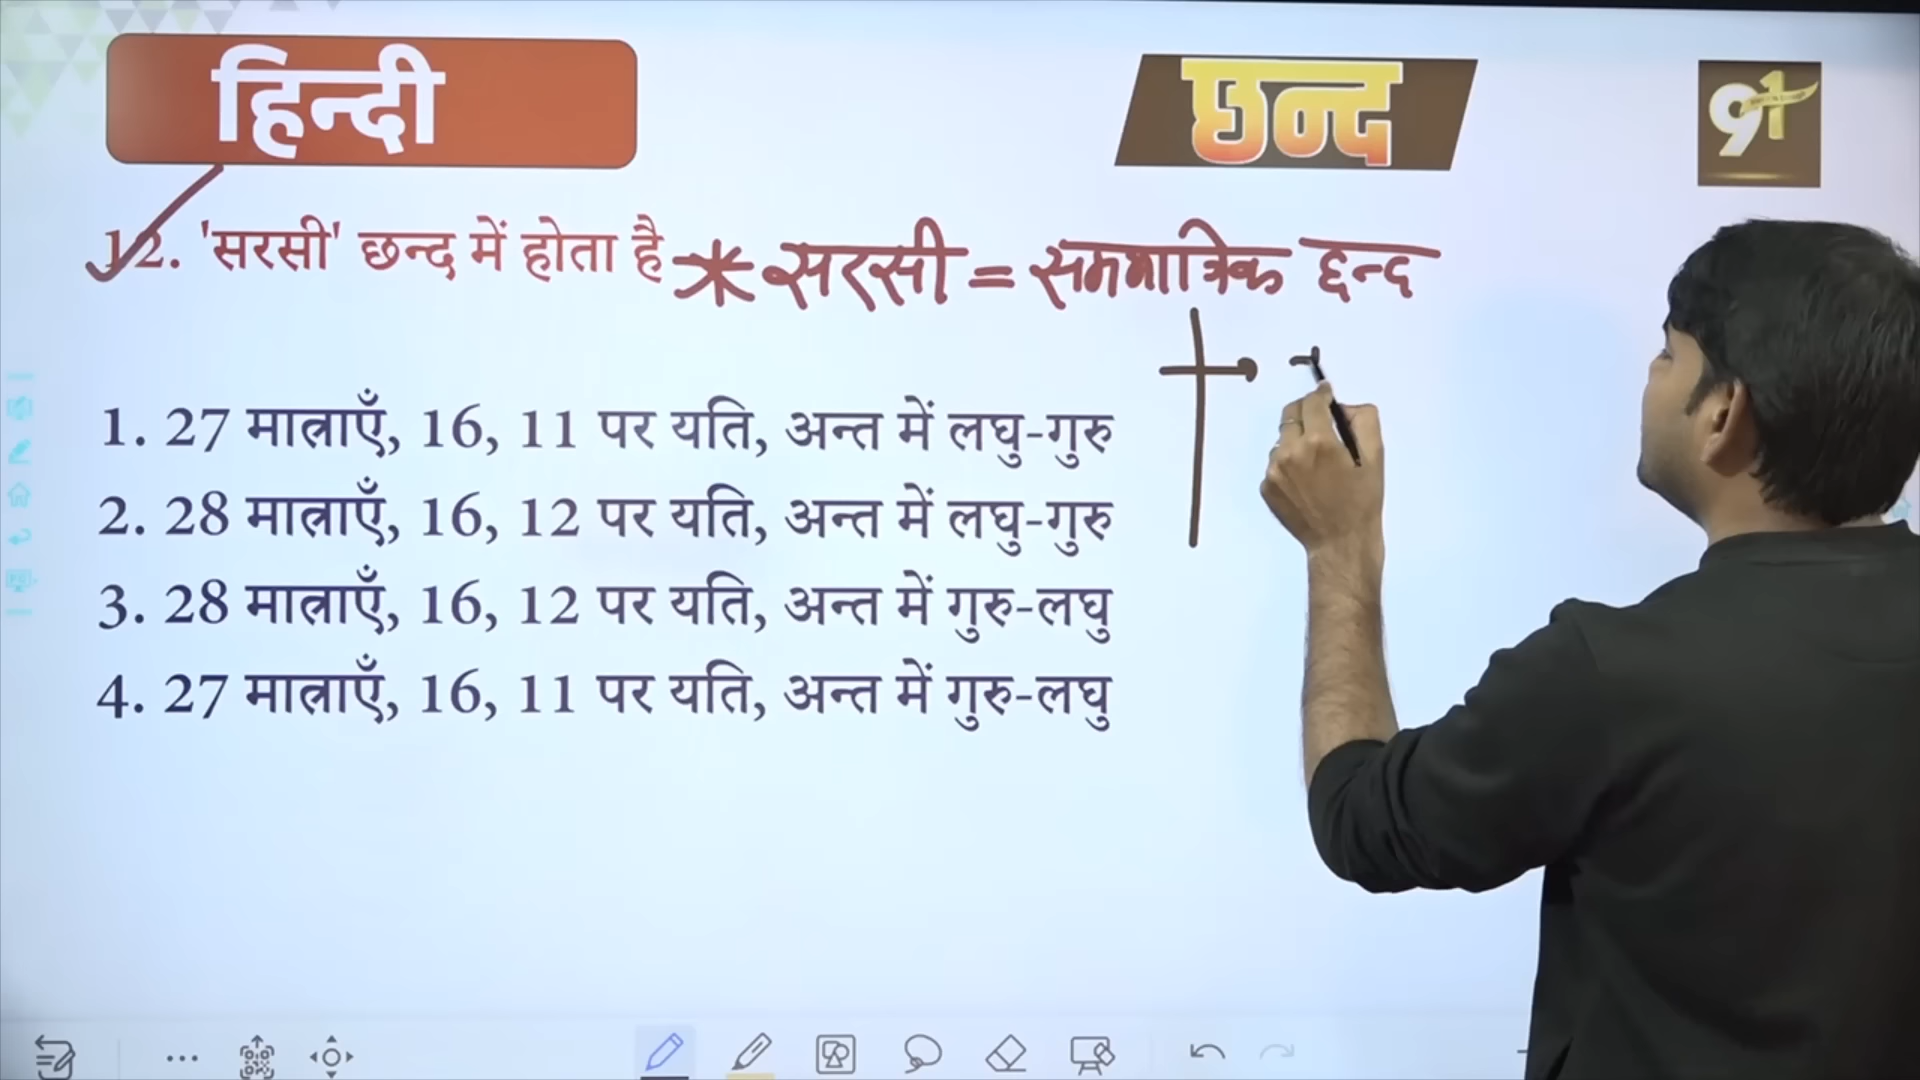 हिन्दी
छन्द
91
12. 'सरसी' छन्द में होता है * सरसी = सममात्रिक छन्द
1. 27 मात्राएँ, 16, 11 पर यति, अन्त में लघु-गुरु
2. 28 मात्राएँ, 16, 12 पर यति, अन्त में लघु-गुरु
3. 28 मात्राएँ, 16, 12 पर यति, अन्त में गुरु-लघु
4. 27 मात्राएँ, 16, 11 पर यति, अन्त में गुरु-लघु